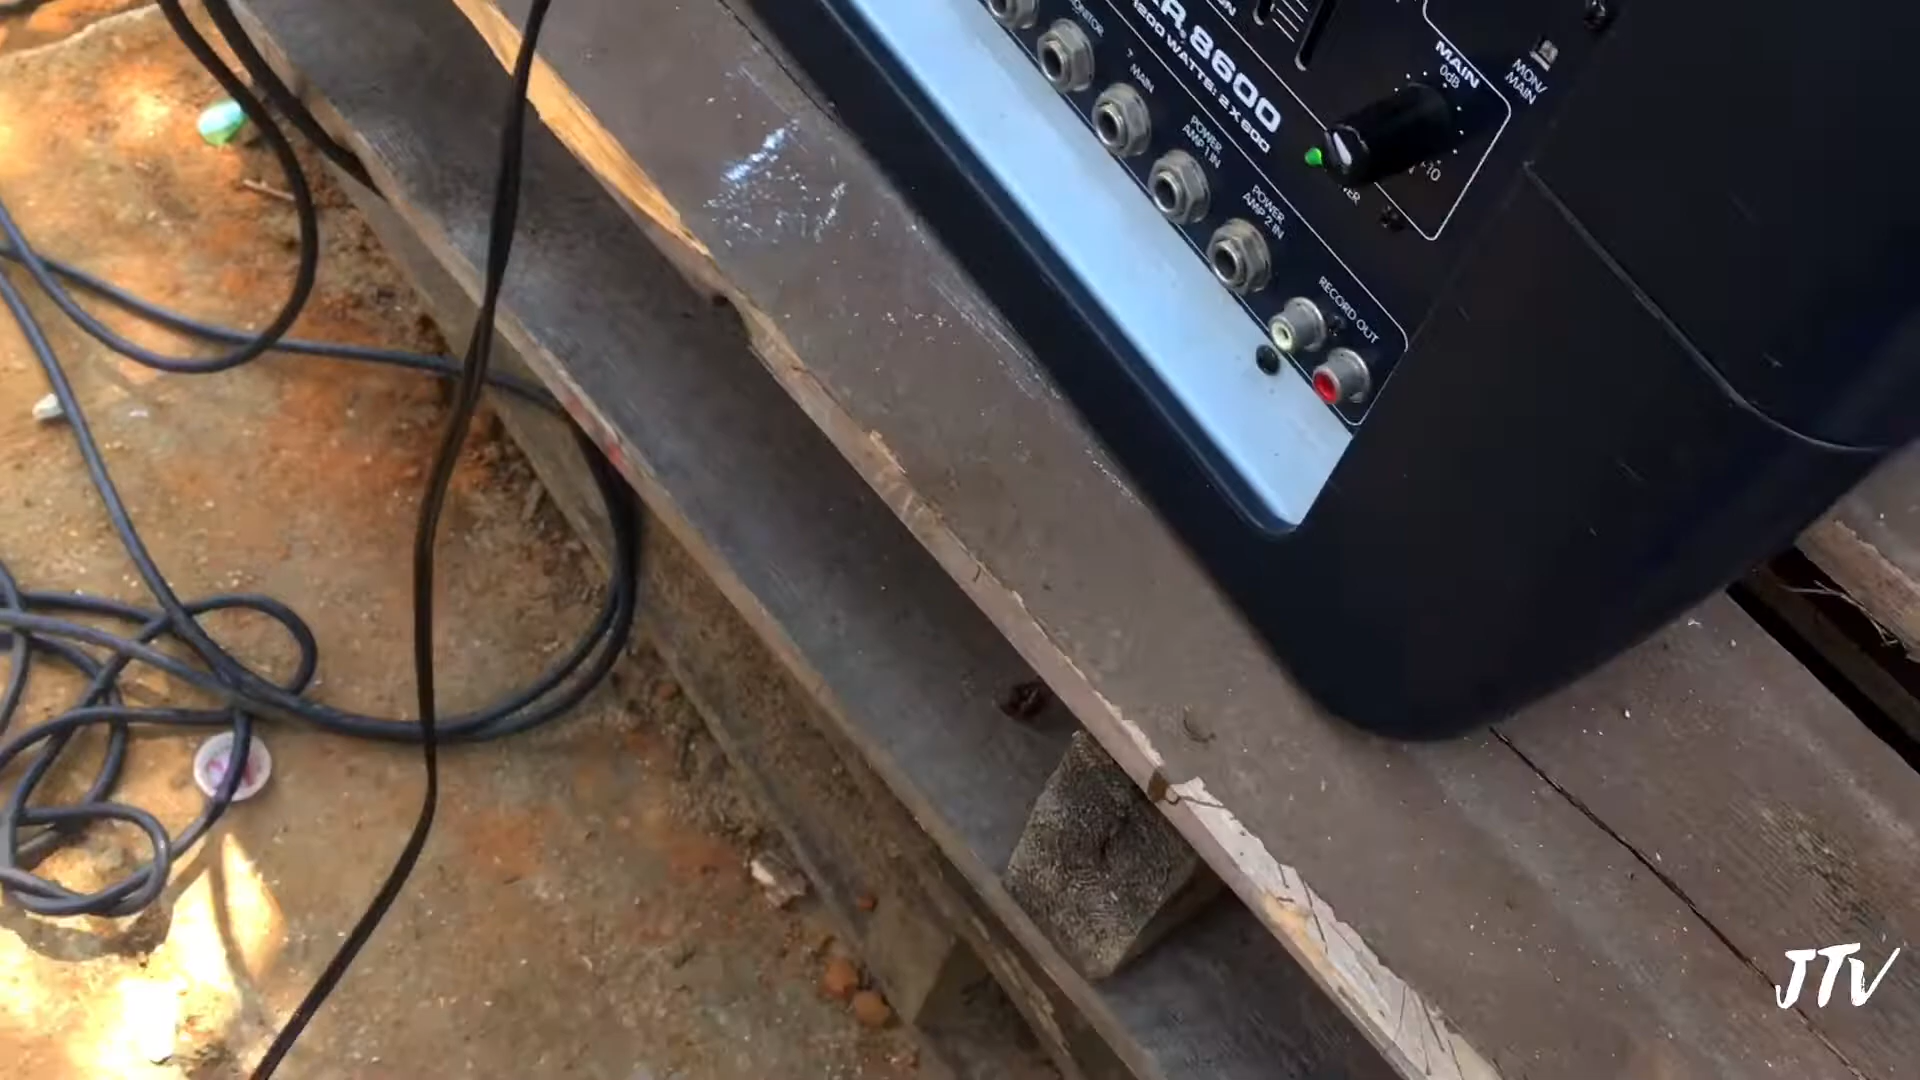 MONITOR
MAIN
POWER
AMP 1 IN
POWER
AMP 2 IN
RECORD OUT
8600
1200 WATTS: 2 X 600
MAIN
0dB
MON/
MAIN
JTV